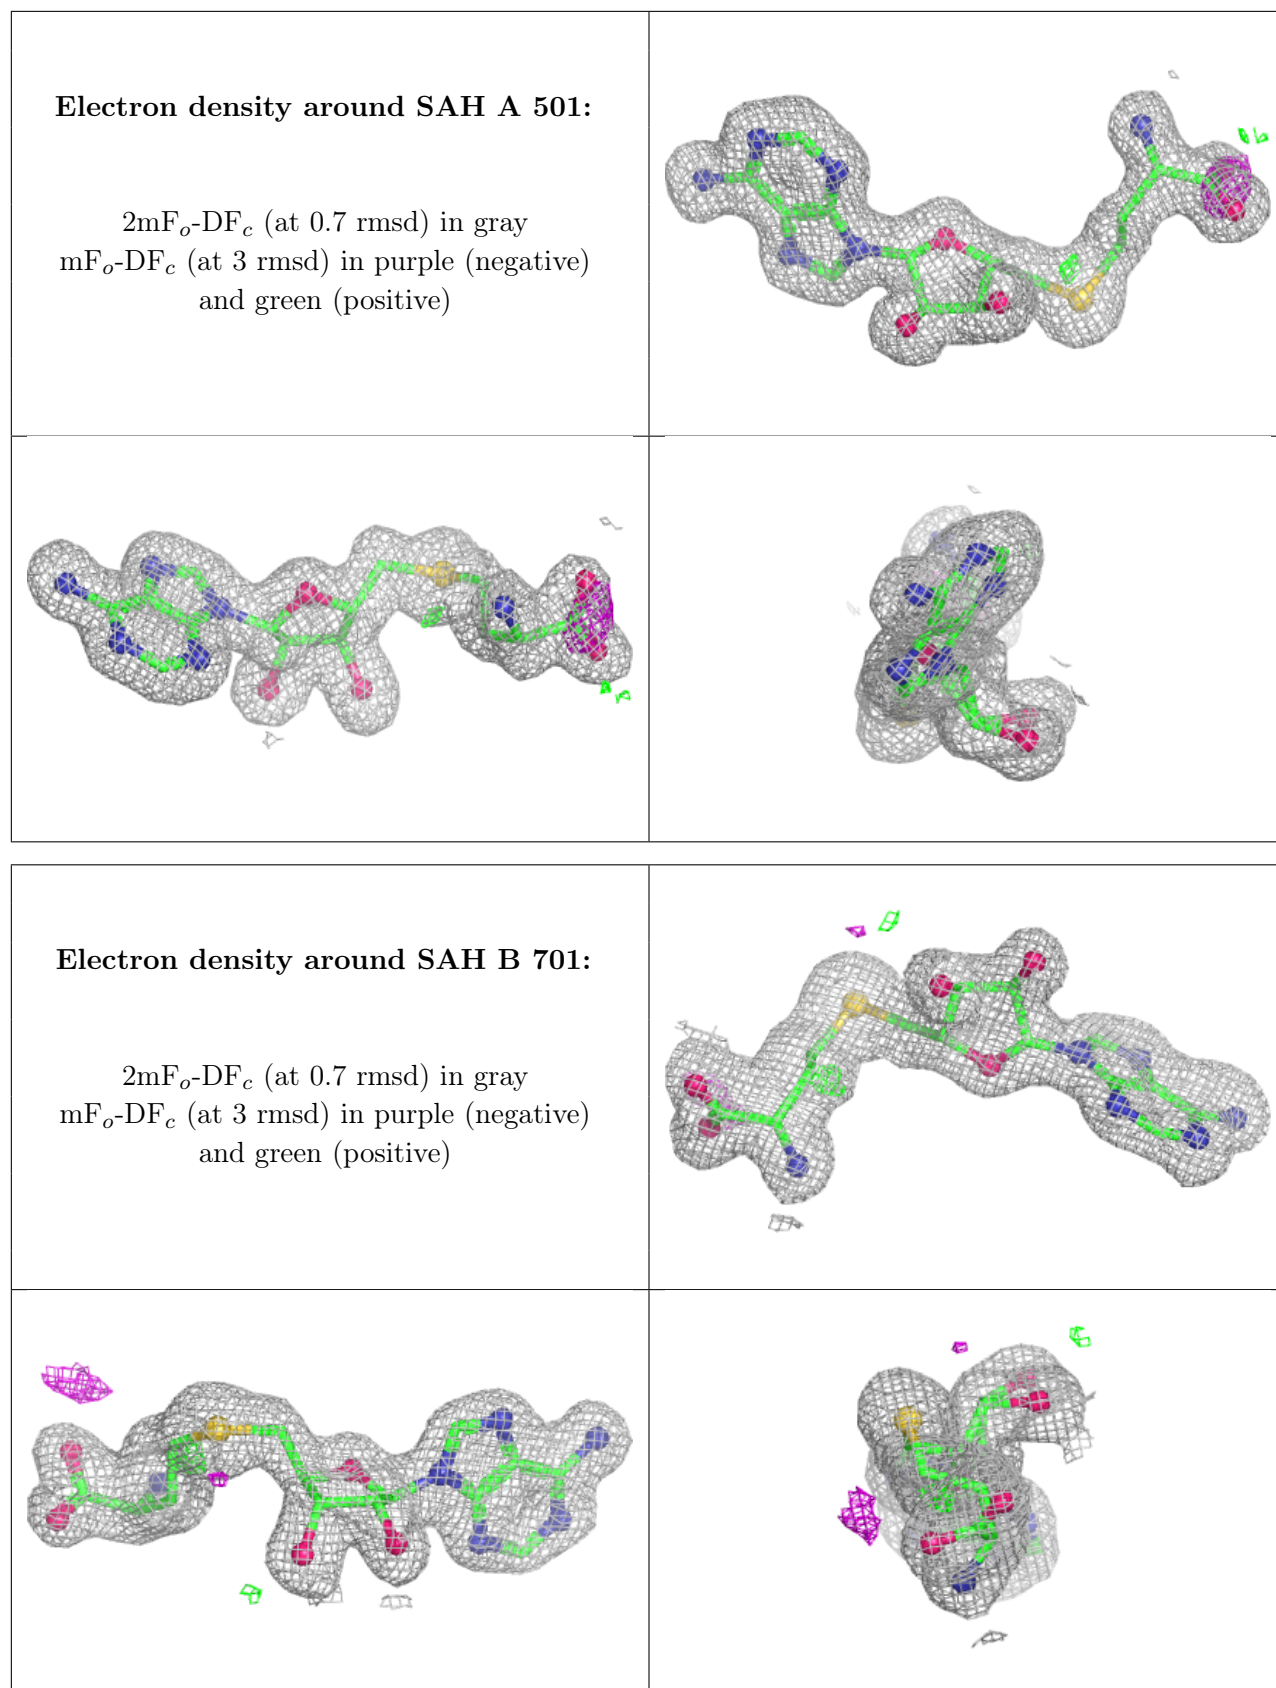 Electron density around SAH A 501:
2mFo-DFc (at 0.7 rmsd) in gray
mFo-DFc (at 3 rmsd) in purple (negative)
and green (positive)
Electron density around SAH B 701:
2mFo-DFc (at 0.7 rmsd) in gray
mFo-DFc (at 3 rmsd) in purple (negative)
and green (positive)